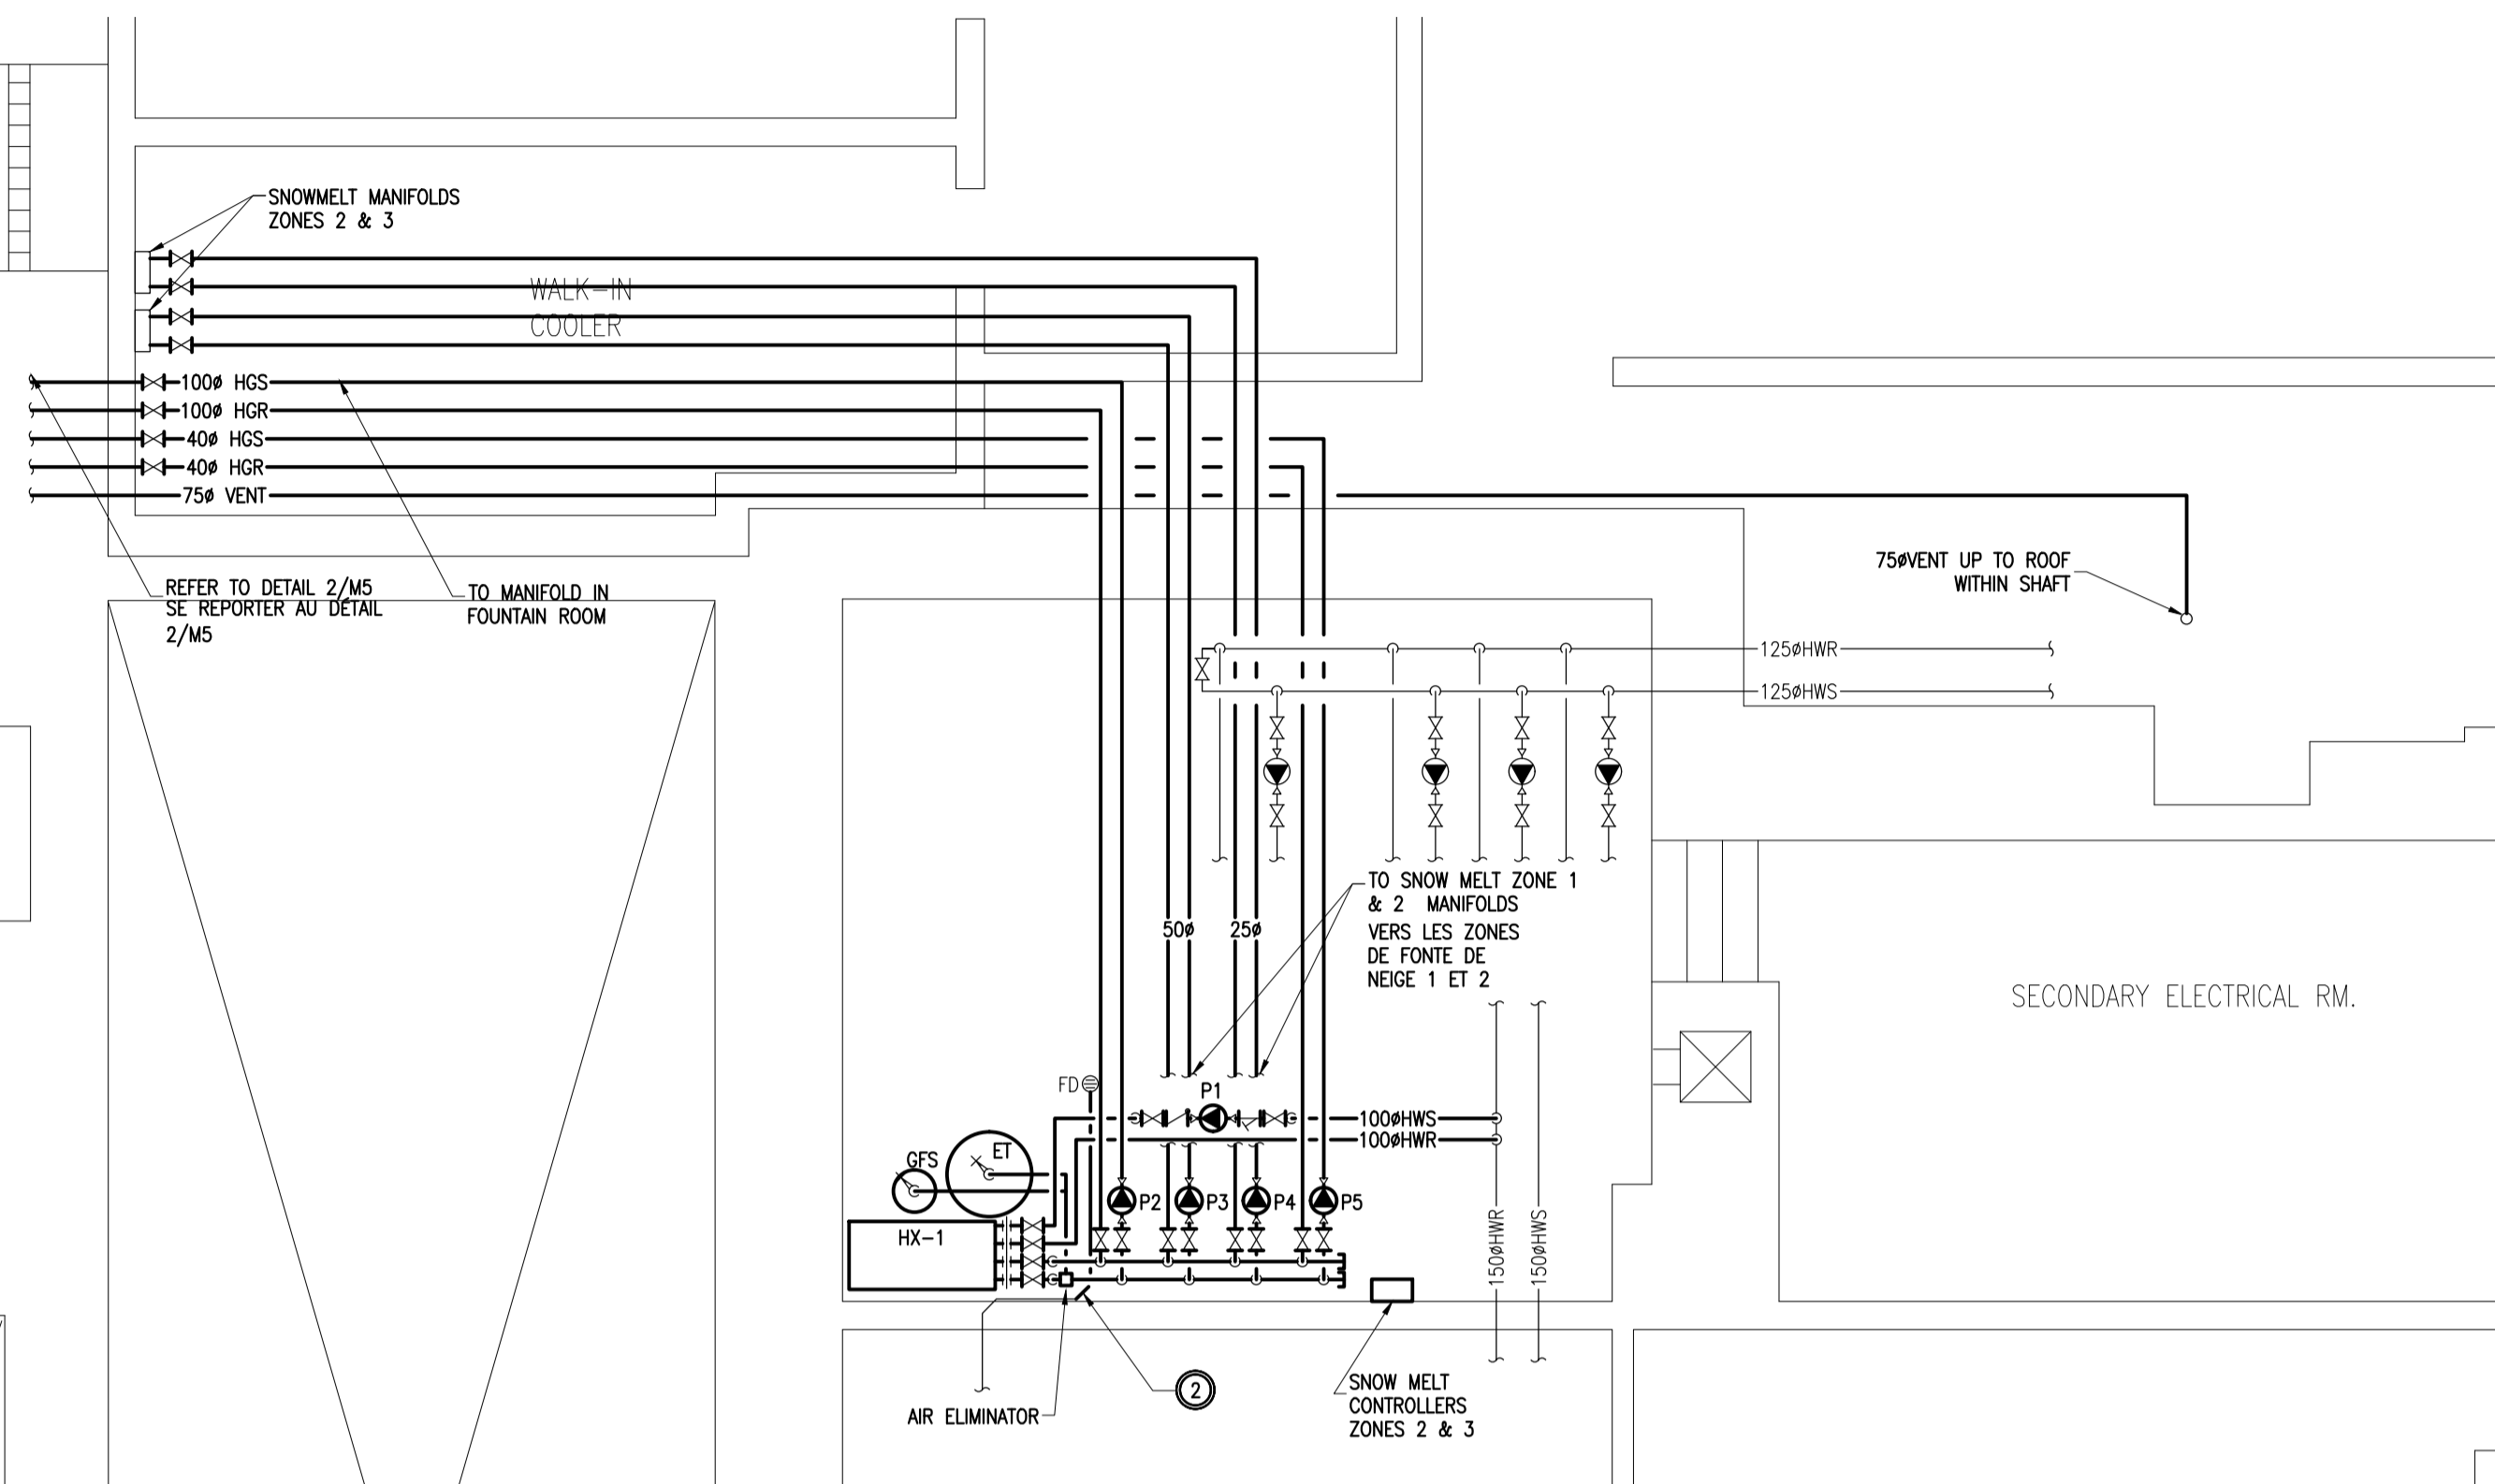 SNOWMELT MANIFOLDS
ZONES 2 & 3
WALK-IN
COOLER
100ø HGS
100ø HGR
40ø HGS
40ø HGR
75ø VENT
REFER TO DETAIL 2/M5
SE REPORTER AU DÉTAIL
2/M5
TO MANIFOLD IN
FOUNTAIN ROOM
75øVENT UP TO ROOF
WITHIN SHAFT
125øHWR
125øHWS
TO SNOW MELT ZONE 1
& 2 MANIFOLDS
VERS LES ZONES
DE FONTE DE
NEIGE 1 ET 2
50ø
25ø
SECONDARY ELECTRICAL RM.
FD
P1
100øHWS
100øHWR
GFS
ET
P2
P3
P4
P5
HX-1
150øHWR
150øHWS
2
AIR ELIMINATOR
SNOW MELT
CONTROLLERS
ZONES 2 & 3